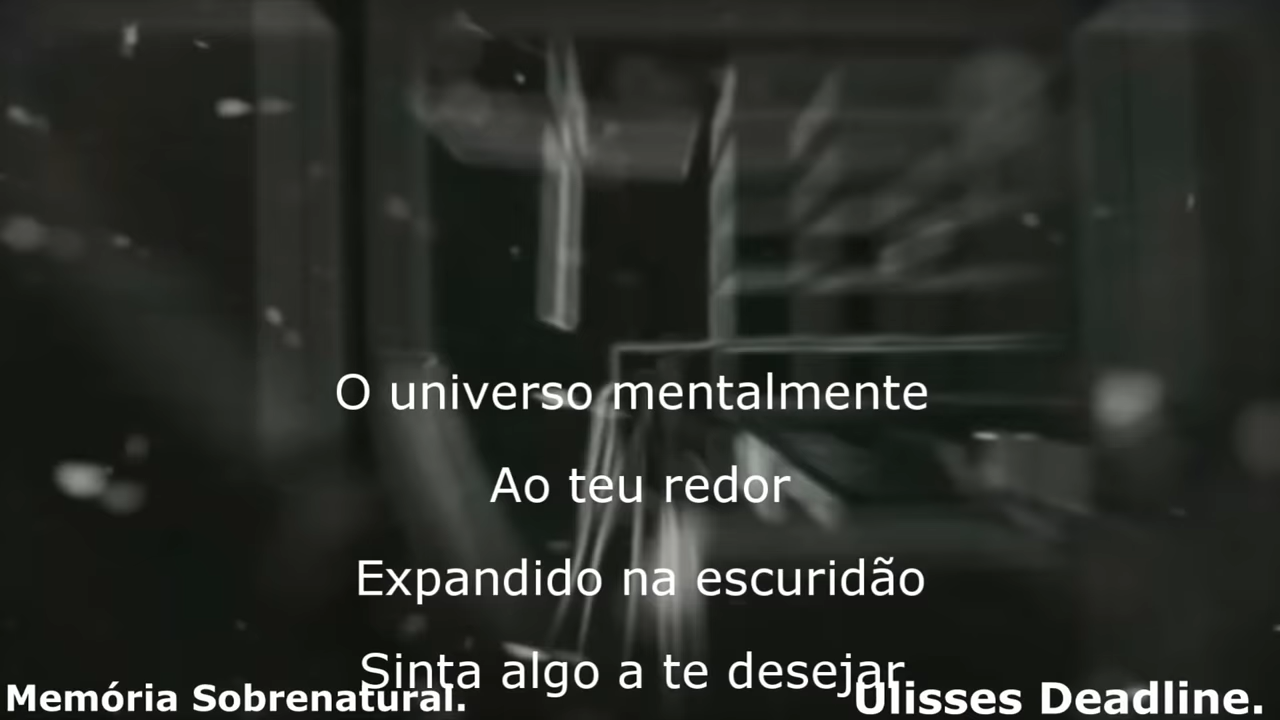 O universo mentalmente
Ao teu redor
Expandido na escuridão
Sinta algo a te desejar
Memória Sobrenatural.
Ulisses Deadline.